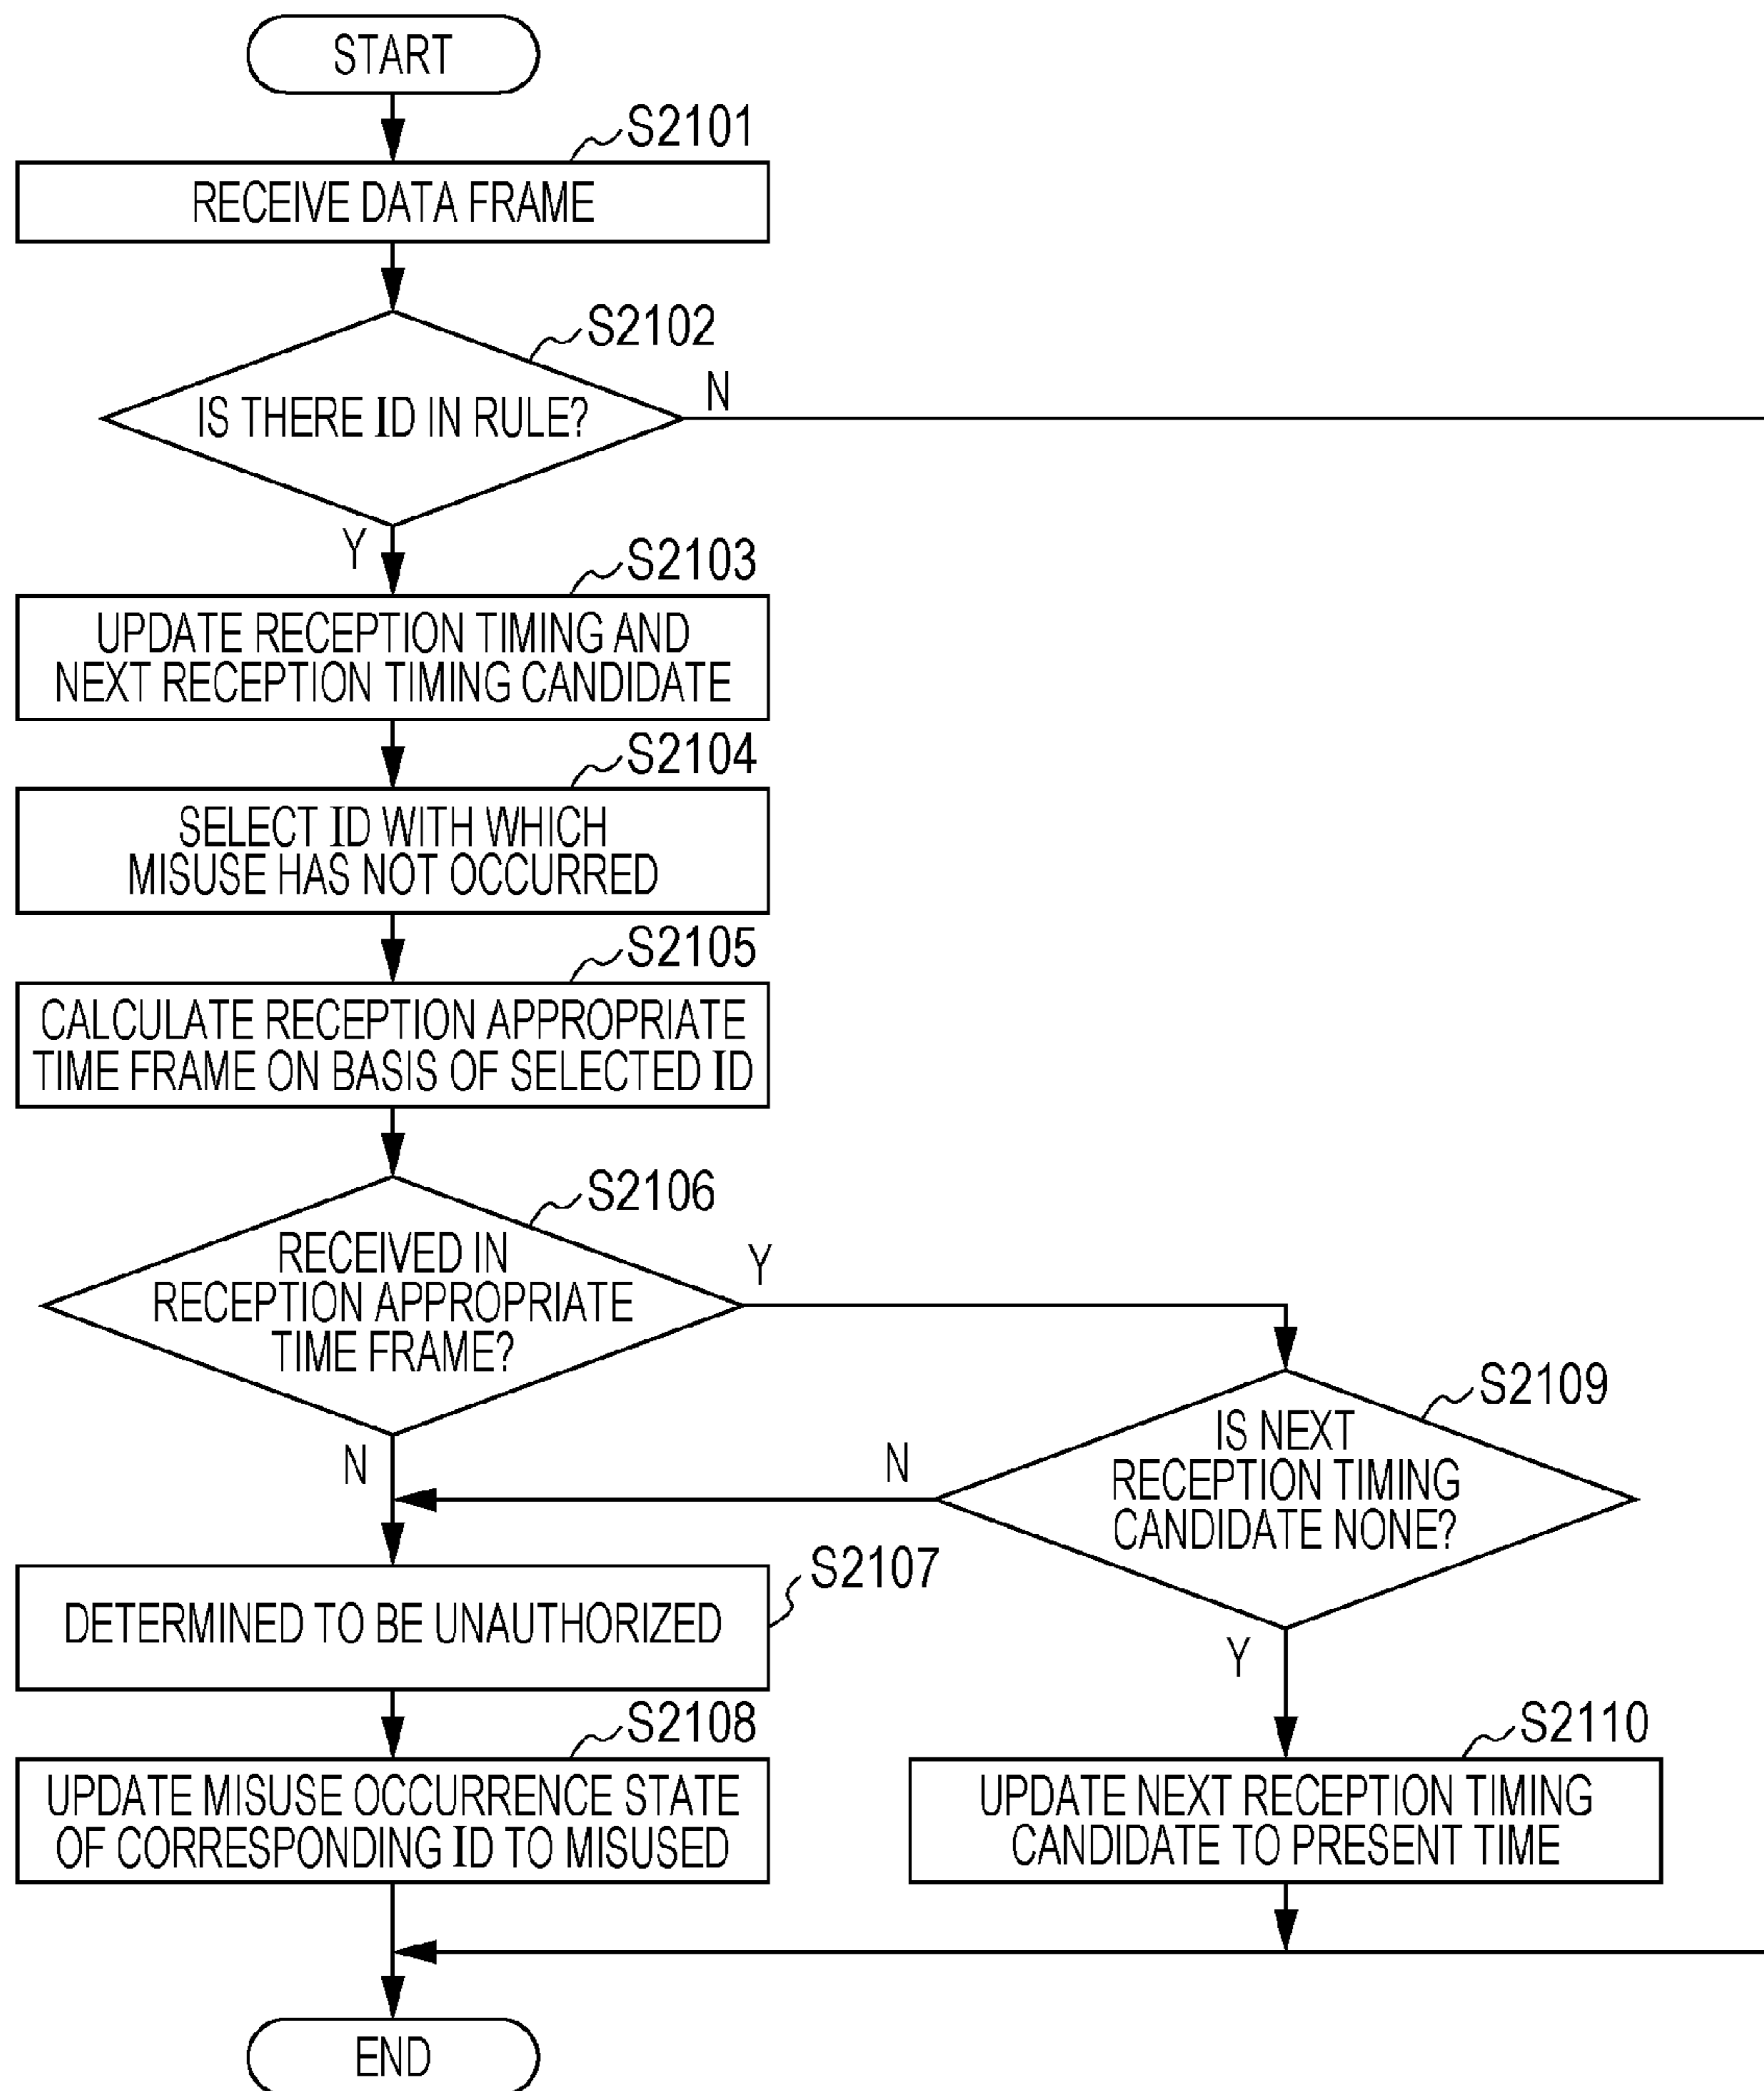 START
S2101
RECEIVE DATA FRAME
S2102
IS THERE ID IN RULE?
N
Y
S2103
UPDATE RECEPTION TIMING AND
NEXT RECEPTION TIMING CANDIDATE
S2104
SELECT ID WITH WHICH
MISUSE HAS NOT OCCURRED
S2105
CALCULATE RECEPTION APPROPRIATE
TIME FRAME ON BASIS OF SELECTED ID
S2106
RECEIVED IN
RECEPTION APPROPRIATE
TIME FRAME?
Y
N
S2109
IS NEXT
RECEPTION TIMING
CANDIDATE NONE?
N
Y
S2107
DETERMINED TO BE UNAUTHORIZED
S2108
UPDATE MISUSE OCCURRENCE STATE
OF CORRESPONDING ID TO MISUSED
S2110
UPDATE NEXT RECEPTION TIMING
CANDIDATE TO PRESENT TIME
END